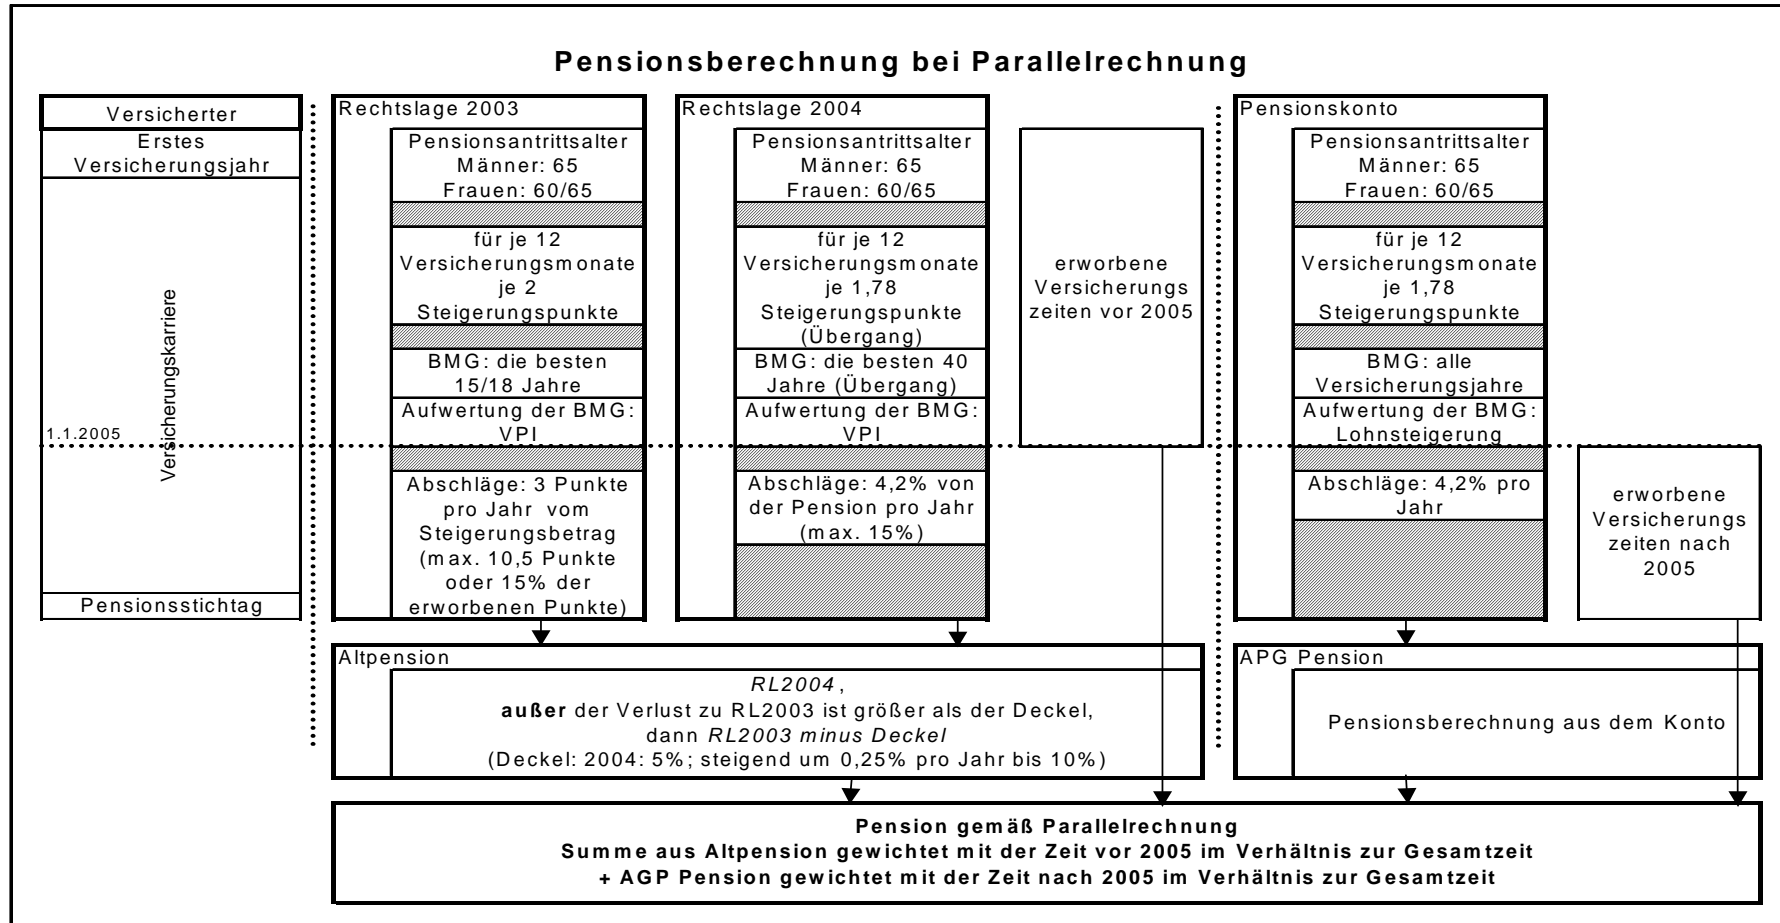 Pensionsberechnung bei Parallelrechnung
Versicherter
Erstes
Versicherungsjahr
Versicherungskarriere
1.1.2005
Pensionsstichtag
Rechtslage 2003
Pensionsantrittsalter
Männer: 65
Frauen: 60/65
für je 12
Versicherungsmonate
je 2
Steigerungspunkte
BMG: die besten
15/18 Jahre
Aufwertung der BMG:
VPI
Abschläge: 3 Punkte
pro Jahr vom
Steigerungsbetrag
(max. 10,5 Punkte
oder 15% der
erworbenen Punkte)
Rechtslage 2004
Pensionsantrittsalter
Männer: 65
Frauen: 60/65
für je 12
Versicherungsmonate
je 1,78
Steigerungspunkte
(Übergang)
BMG: die besten 40
Jahre (Übergang)
Aufwertung der BMG:
VPI
Abschläge: 4,2% von
der Pension pro Jahr
(max. 15%)
erworbene
Versicherungs
zeiten vor 2005
Pensionskonto
Pensionsantrittsalter
Männer: 65
Frauen: 60/65
für je 12
Versicherungsmonate
je 1,78
Steigerungspunkte
BMG: alle
Versicherungsjahre
Aufwertung der BMG:
Lohnsteigerung
Abschläge: 4,2% pro
Jahr
erworbene
Versicherungs
zeiten nach
2005
Altpension
RL2004,
außer der Verlust zu RL2003 ist größer als der Deckel,
dann RL2003 minus Deckel
(Deckel: 2004: 5%; steigend um 0,25% pro Jahr bis 10%)
APG Pension
Pensionsberechnung aus dem Konto
Pension gemäß Parallelrechnung
Summe aus Altpension gewichtet mit der Zeit vor 2005 im Verhältnis zur Gesamtzeit
+ AGP Pension gewichtet mit der Zeit nach 2005 im Verhältnis zur Gesamtzeit